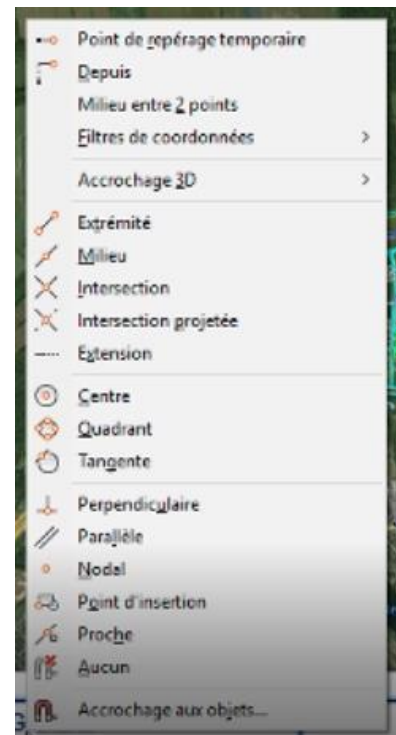 Point de repérage temporaire
Depuis
Milieu entre 2 points
Filtres de coordonnées
Accrochage 3D
Extrémité
Milieu
Intersection
Intersection projetée
Extension
Centre
Quadrant
Tangente
Perpendiculaire
Parallèle
Nodal
Point d'insertion
Proche
Aucun
Accrochage aux objets...